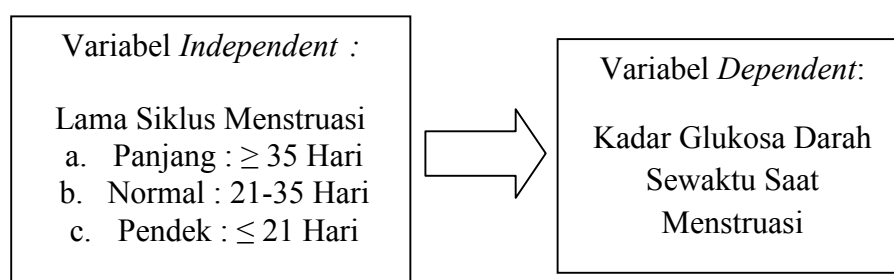 Variabel Independent :
Lama Siklus Menstruasi
a. Panjang : ≥ 35 Hari
b. Normal : 21-35 Hari
c. Pendek : ≤ 21 Hari
Variabel Dependent:
Kadar Glukosa Darah
Sewaktu Saat
Menstruasi